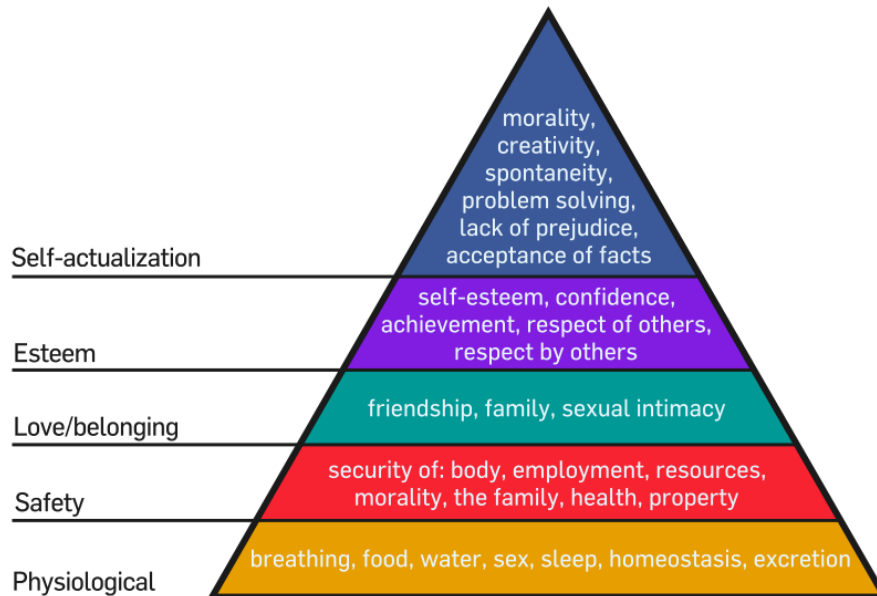 morality,
creativity,
spontaneity,
problem solving,
lack of prejudice,
acceptance of facts
Self-actualization
self-esteem, confidence,
achievement, respect of others,
respect by others
Esteem
friendship, family, sexual intimacy
Love/belonging
security of: body, employment, resources,
morality, the family, health, property
Safety
breathing, food, water, sex, sleep, homeostasis, excretion
Physiological